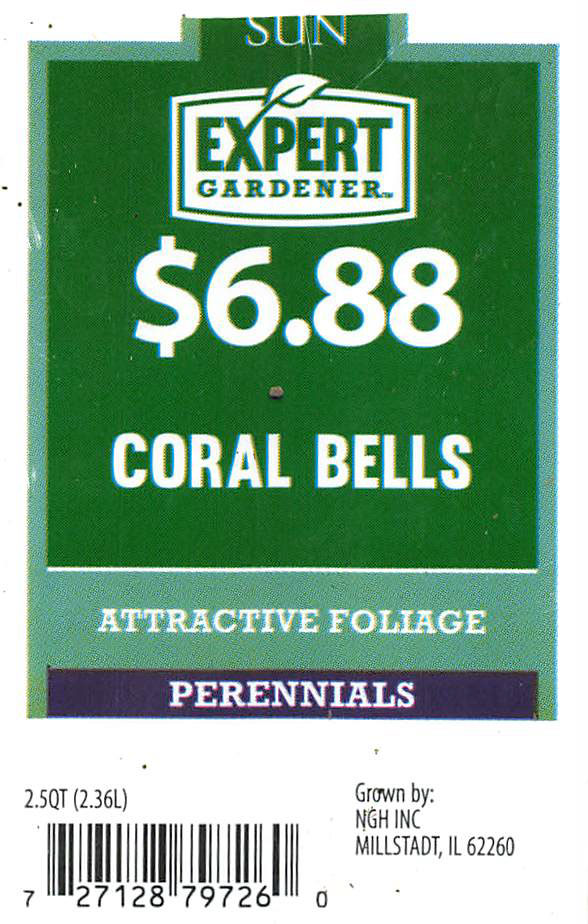 SUN
EXPERT
GARDENER™
$6.88
CORAL BELLS
ATTRACTIVE FOLIAGE
PERENNIALS
2.5QT (2.36L)
Grown by:
NGH INC
MILLSTADT, IL 62260
7 27128 79726 0